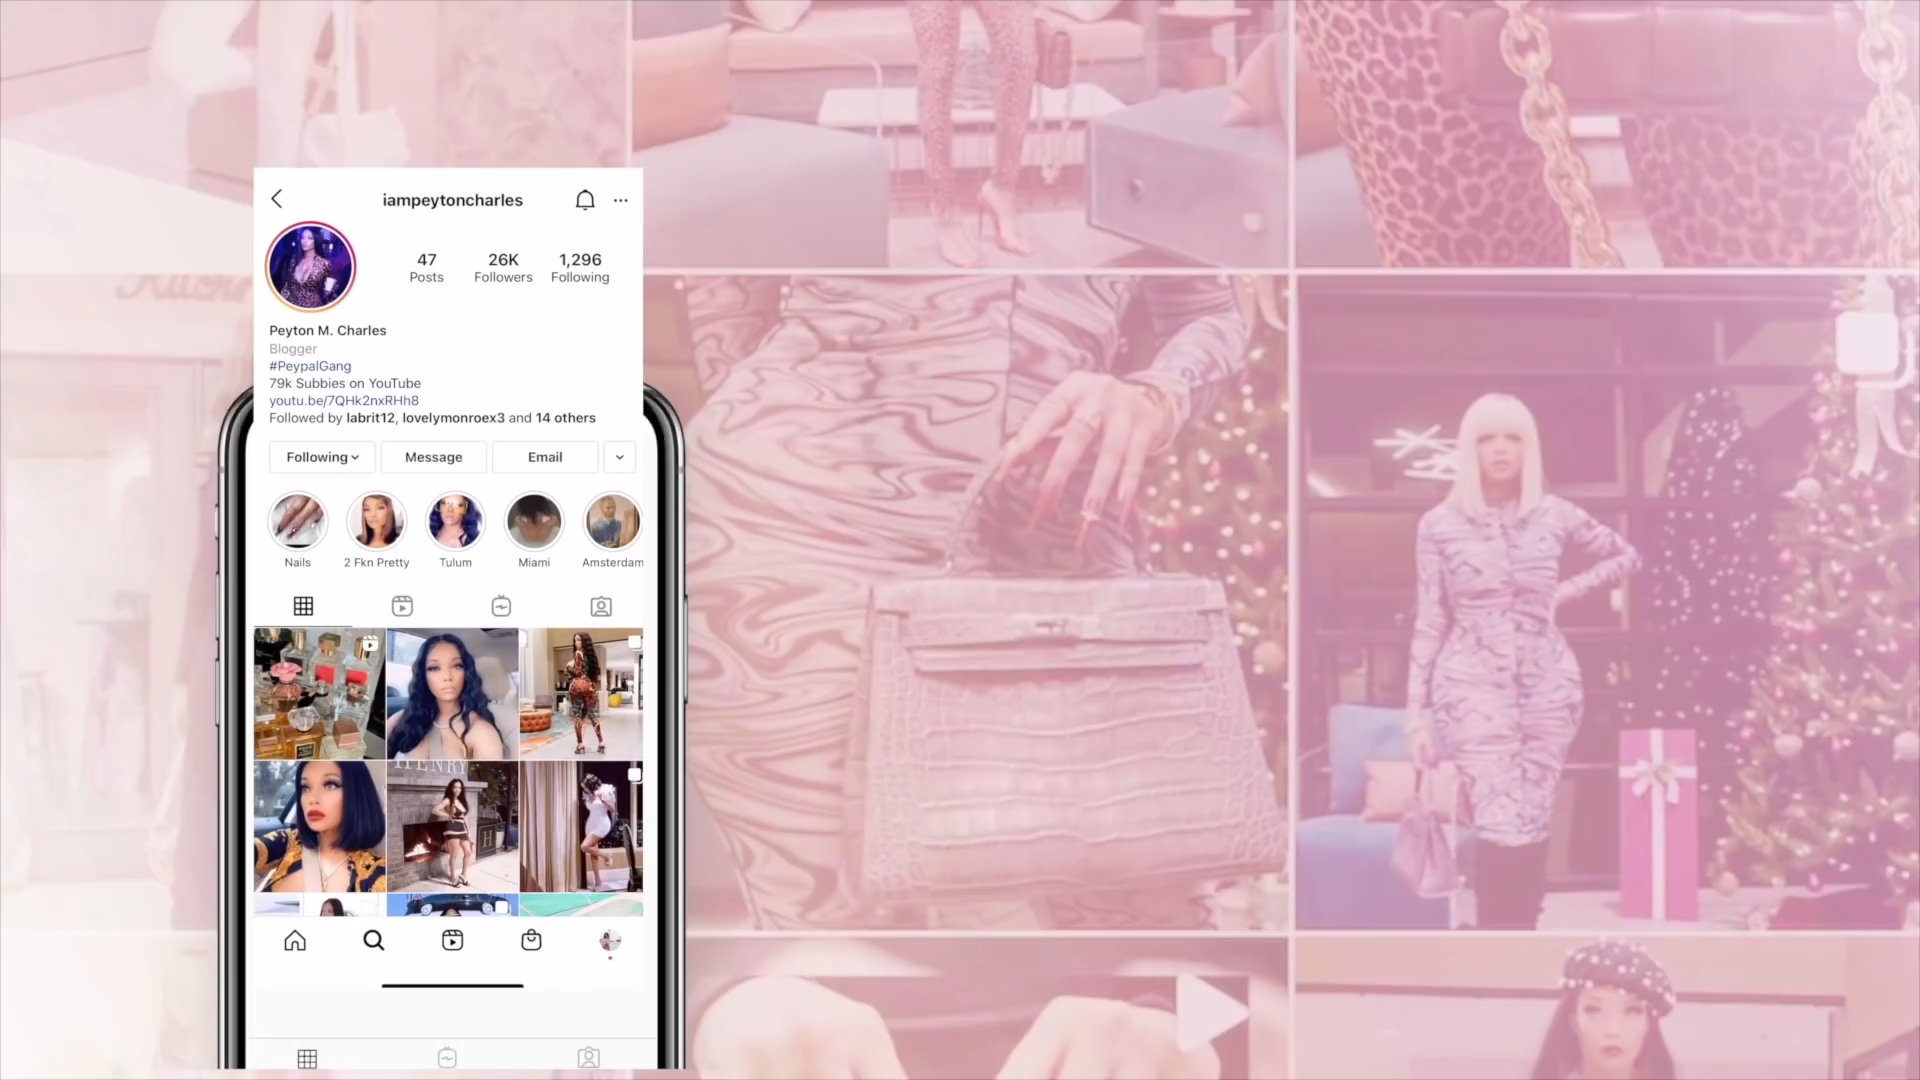 iampeytoncharles
47 26K 1,296
Posts Followers Following
Peyton M. Charles
Blogger
#PeypalGang
79k Subbies on YouTube
youtu.be/7QHk2nxRHh8
Followed by labrit12, lovelymonroex3 and 14 others
Following Message Email
Nails 2 Fkn Pretty Tulum Miami Amsterdam
HENRY
H